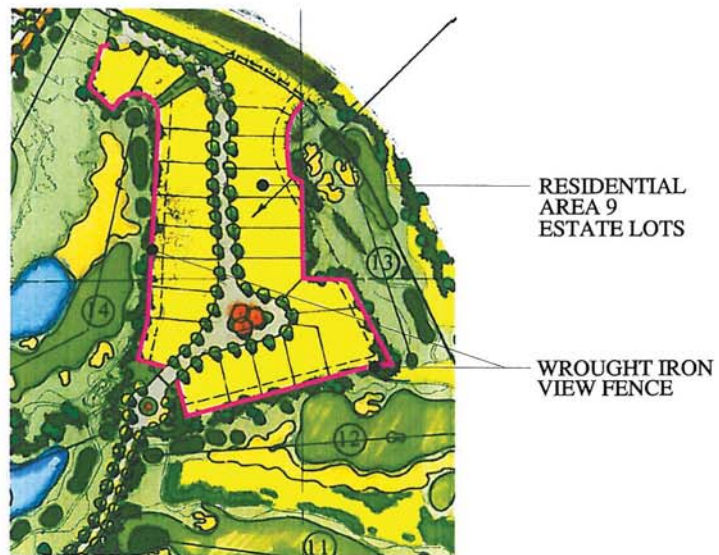 RESIDENTIAL
AREA 9
ESTATE LOTS
13
14
WROUGHT IRON
VIEW FENCE
12
11